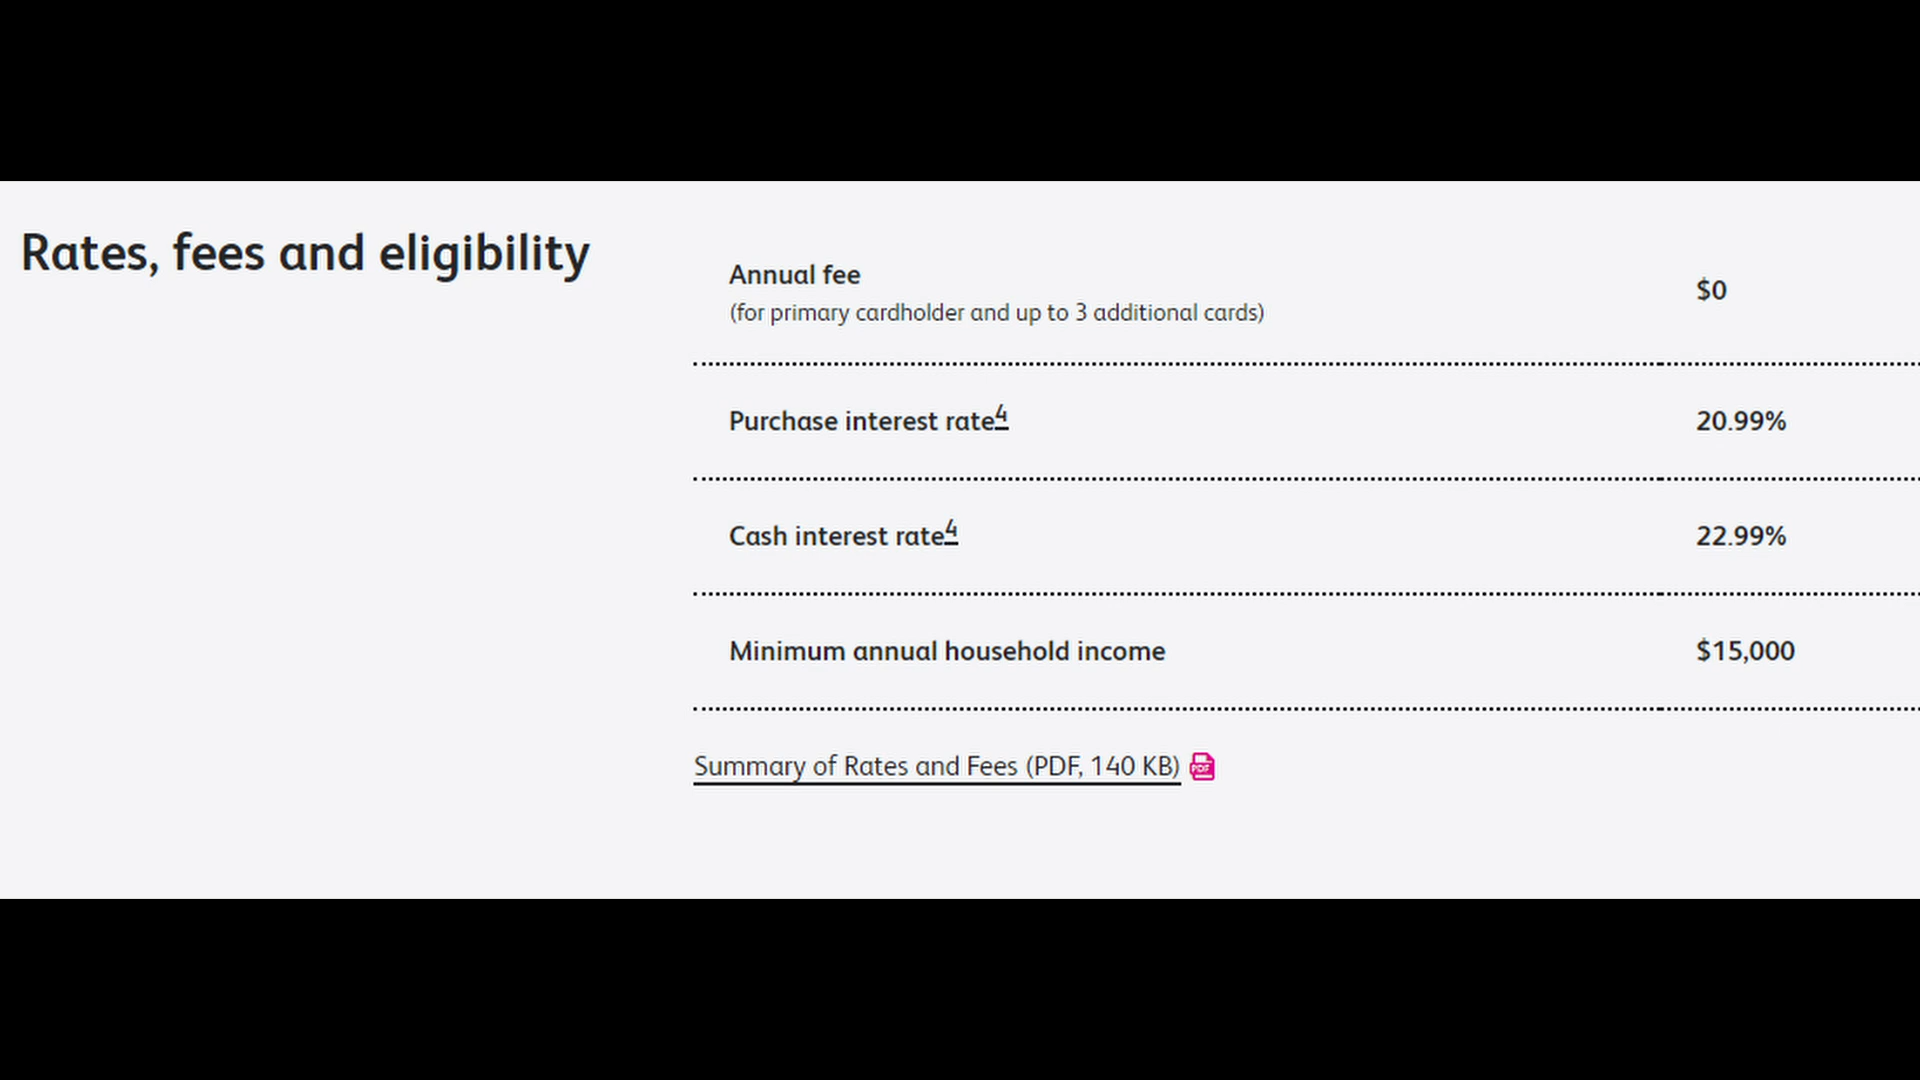 Rates, fees and eligibility
Annual fee
$0
(for primary cardholder and up to 3 additional cards)
Purchase interest rate4
20.99%
Cash interest rate4
22.99%
Minimum annual household income
$15,000
Summary of Rates and Fees (PDF, 140 KB)
PDF